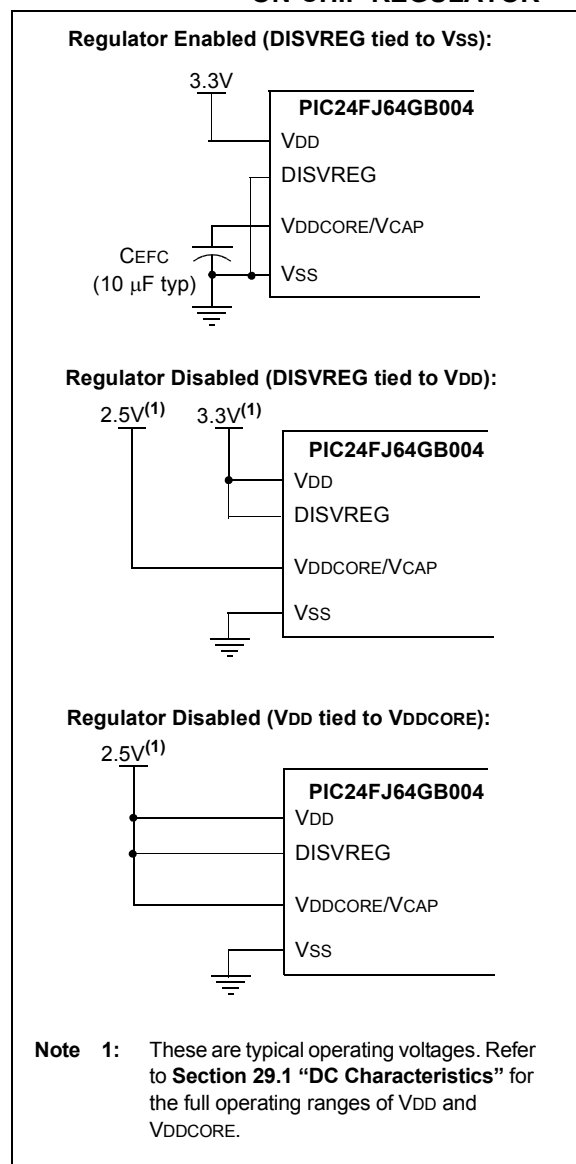 ON-CHIP REGULATOR
Regulator Enabled (DISVREG tied to VSS):
3.3V
PIC24FJ64GB004
VDD
DISVREG
VDDCORE/VCAP
CEFC
(10 μF typ)
VSS
Regulator Disabled (DISVREG tied to VDD):
2.5V(1) 3.3V(1)
PIC24FJ64GB004
VDD
DISVREG
VDDCORE/VCAP
VSS
Regulator Disabled (VDD tied to VDDCORE):
2.5V(1)
PIC24FJ64GB004
VDD
DISVREG
VDDCORE/VCAP
VSS
Note 1: These are typical operating voltages. Refer
to Section 29.1 “DC Characteristics” for
the full operating ranges of VDD and
VDDCORE.